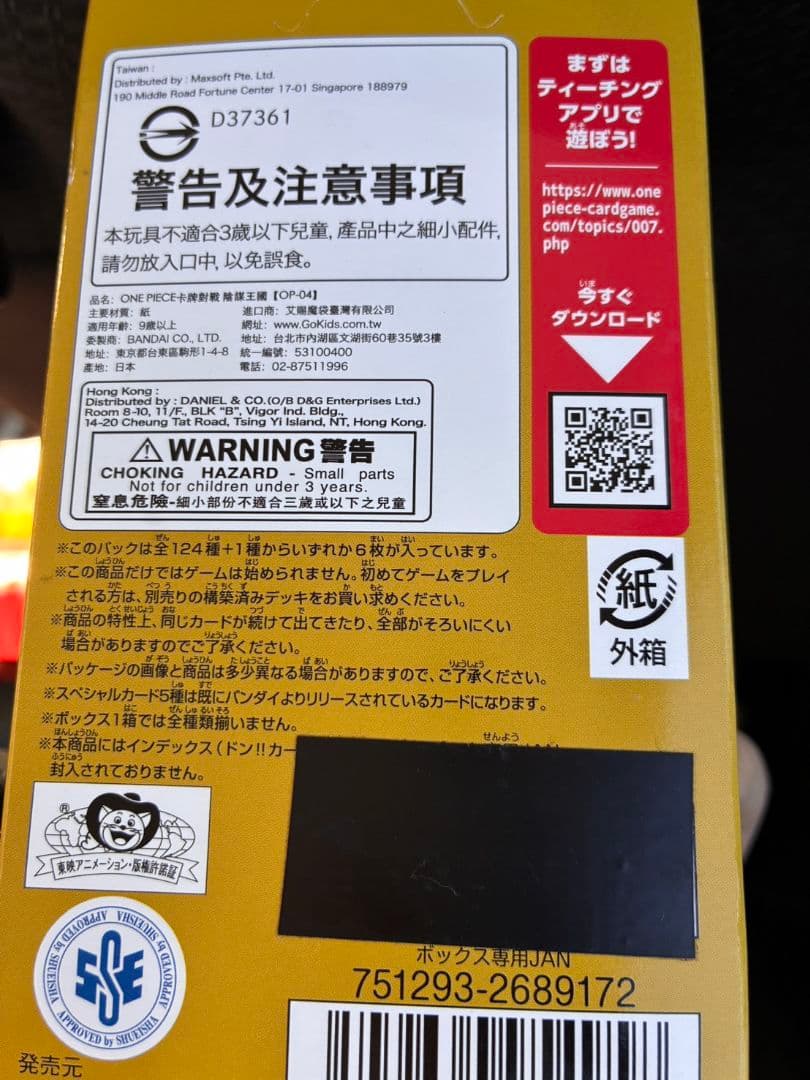 Taiwan :
Distributed by : Maxsoft Pte. Ltd.
190 Middle Road Fortune Center 17-01 Singapore 188979
D37361
警告及注意事項
本玩具不適合3歲以下兒童, 產品中之細小配件,
請勿放入口中, 以免誤食。
品名: ONE PIECE卡牌對戰 陰謀王國【OP-04】
主要材質: 紙
適用年齡: 9歲以上
委製商: BANDAI CO., LTD.
地址: 東京都台東區駒形1-4-8
產地: 日本
進口商: 艾賜魔袋臺灣有限公司
網址: www.GoKids.com.tw
地址: 台北市內湖區文湖街60巷35號3樓
統一編號: 53100400
電話: 02-87511996
Hong Kong :
Distributed by : DANIEL & CO.(O/B D&G Enterprises Ltd.)
Room 8-10, 11/F., BLK "B", Vigor Ind. Bldg.,
14-20 Cheung Tat Road, Tsing Yi Island, NT, Hong Kong.
WARNING 警告
CHOKING HAZARD - Small parts
Not for children under 3 years.
窒息危險-細小部份不適合三歲或以下之兒童
まずは
ティーチング
アプリで
遊ぼう!
https://www.one
piece-cardgame.
com/topics/007.
php
今すぐ
ダウンロード
紙
外箱
※このパックは全124種+1種からいずれか6枚が入っています。
※この商品だけではゲームは始められません。初めてゲームをプレイ
される方は、別売りの構築済みデッキをお買い求めください。
※商品の特性上、同じカードが続けて出てきたり、全部がそろいにくい
場合がありますのでご了承ください。
※パッケージの画像と商品は多少異なる場合がありますので、ご了承ください。
※スペシャルカード5種は既にバンダイよりリリースされているカードになります。
※ボックス1箱では全種類揃いません。
※本商品にはインデックス(ドン!!カー
封入されておりません。
東映アニメーション・版権許諾証
APPROVED by SHUEISHA
APPROVED by SHUEISHA
APPROVED by SHUEISHA
ボックス専用JAN
751293-2689172
発売元